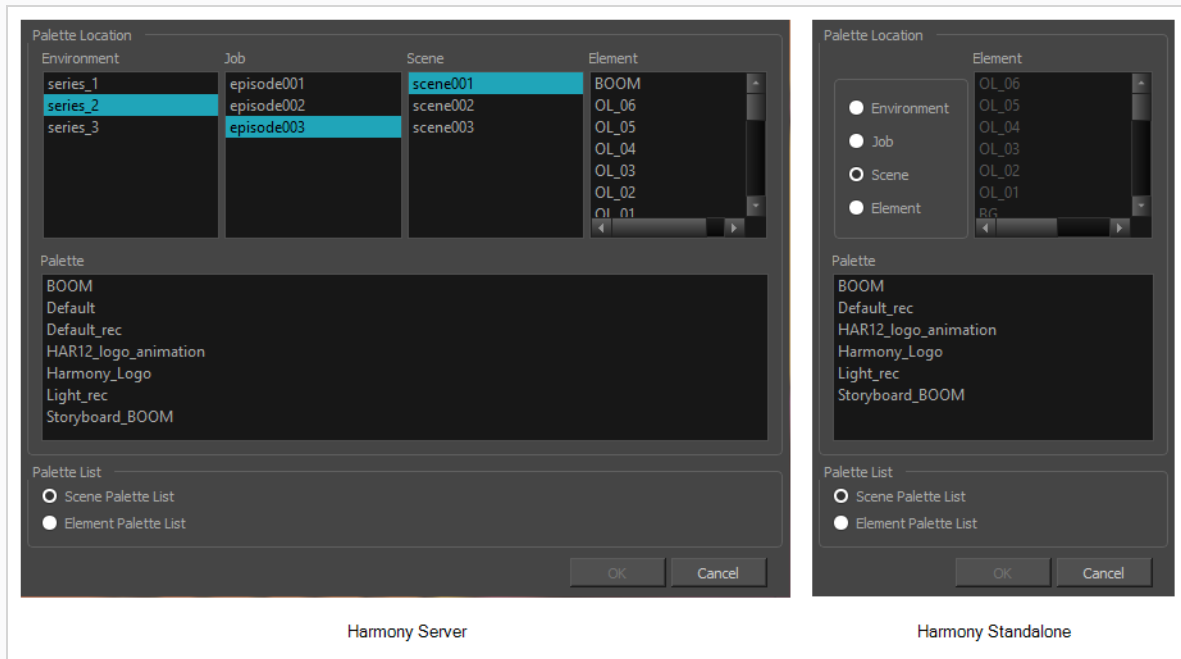 Palette Location
Environment
series_1
series_2
series_3
Job
episode001
episode002
episode003
Scene
scene001
scene002
scene003
Element
BOOM
OL_06
OL_05
OL_04
OL_03
OL_02
OL_01
Palette
BOOM
Default
Default_rec
HAR12_logo_animation
Harmony_Logo
Light_rec
Storyboard_BOOM
Palette List
Scene Palette List
Element Palette List
OK Cancel
Harmony Server
Palette Location
Environment
Job
Scene
Element
Element
OL_06
OL_05
OL_04
OL_03
OL_02
OL_01
BG
Palette
BOOM
Default_rec
HAR12_logo_animation
Harmony_Logo
Light_rec
Storyboard_BOOM
Palette List
Scene Palette List
Element Palette List
OK Cancel
Harmony Standalone